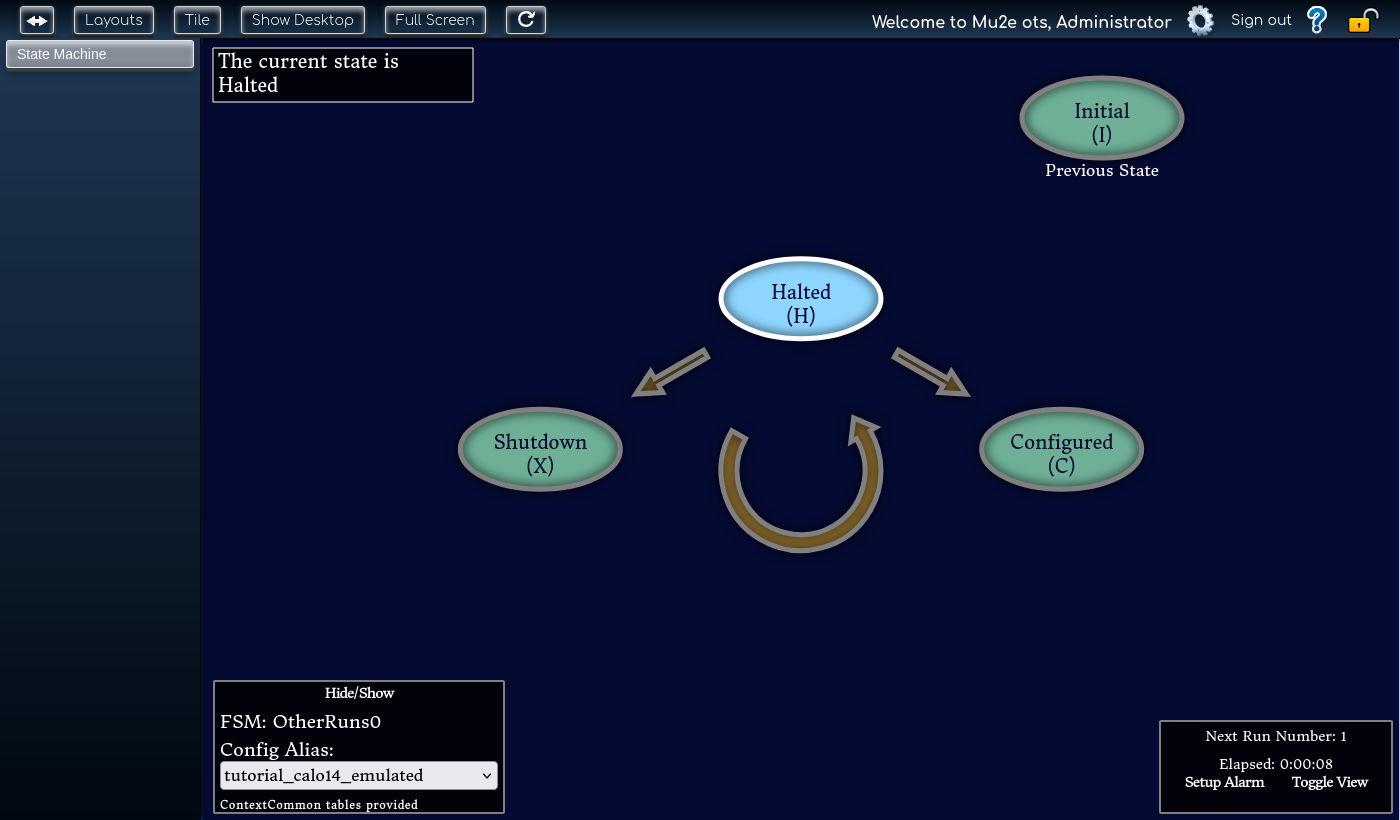 Layouts
Tile
Show Desktop
Full Screen
Welcome to Mu2e ots, Administrator
Sign out
State Machine
The current state is
Halted
Initial
(I)
Previous State
Halted
(H)
Shutdown
(X)
Configured
(C)
Hide/Show
FSM: OtherRuns0
Config Alias:
tutorial_calo14_emulated
ContextCommon tables provided
Next Run Number: 1
Elapsed: 0:00:08
Setup Alarm
Toggle View